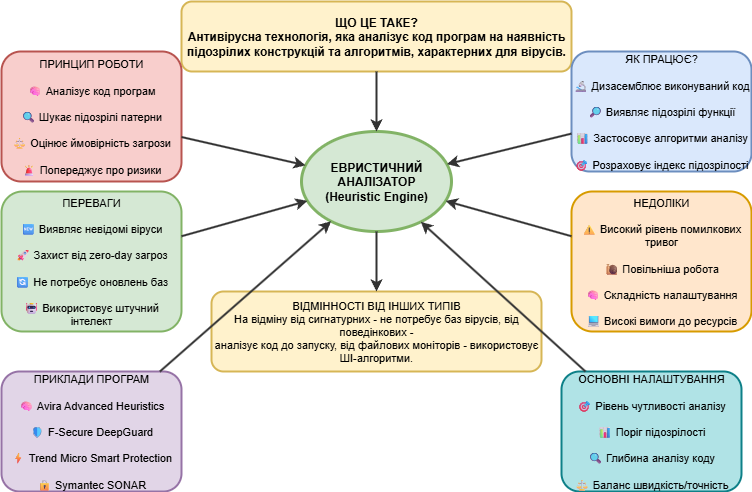 ЩО ЦЕ ТАКЕ?
Антивірусна технологія, яка аналізує код програм на наявність
підозрілих конструкцій та алгоритмів, характерних для вірусів.
ПРИНЦИП РОБОТИ
Аналізує код програм
Шукає підозрілі патерни
Оцінює ймовірність загрози
Попереджує про ризики
ЯК ПРАЦЮЄ?
Дизасемблює виконуваний код
Виявляє підозрілі функції
Застосовує алгоритми аналізу
Розраховує індекс підозрілості
ЕВРИСТИЧНИЙ
АНАЛІЗАТОР
(Heuristic Engine)
ПЕРЕВАГИ
Виявляє невідомі віруси
Захист від zero-day загроз
Не потребує оновлень баз
Використовує штучний
інтелект
НЕДОЛІКИ
Високий рівень помилкових
тривог
Повільніша робота
Складність налаштування
Високі вимоги до ресурсів
ВІДМІННОСТІ ВІД ІНШИХ ТИПІВ
На відміну від сигнатурних - не потребує баз вірусів, від
поведінкових -
аналізує код до запуску, від файлових моніторів - використовує
ШІ-алгоритми.
ПРИКЛАДИ ПРОГРАМ
Avira Advanced Heuristics
F-Secure DeepGuard
Trend Micro Smart Protection
Symantec SONAR
ОСНОВНІ НАЛАШТУВАННЯ
Рівень чутливості аналізу
Поріг підозрілості
Глибина аналізу коду
Баланс швидкість/точність